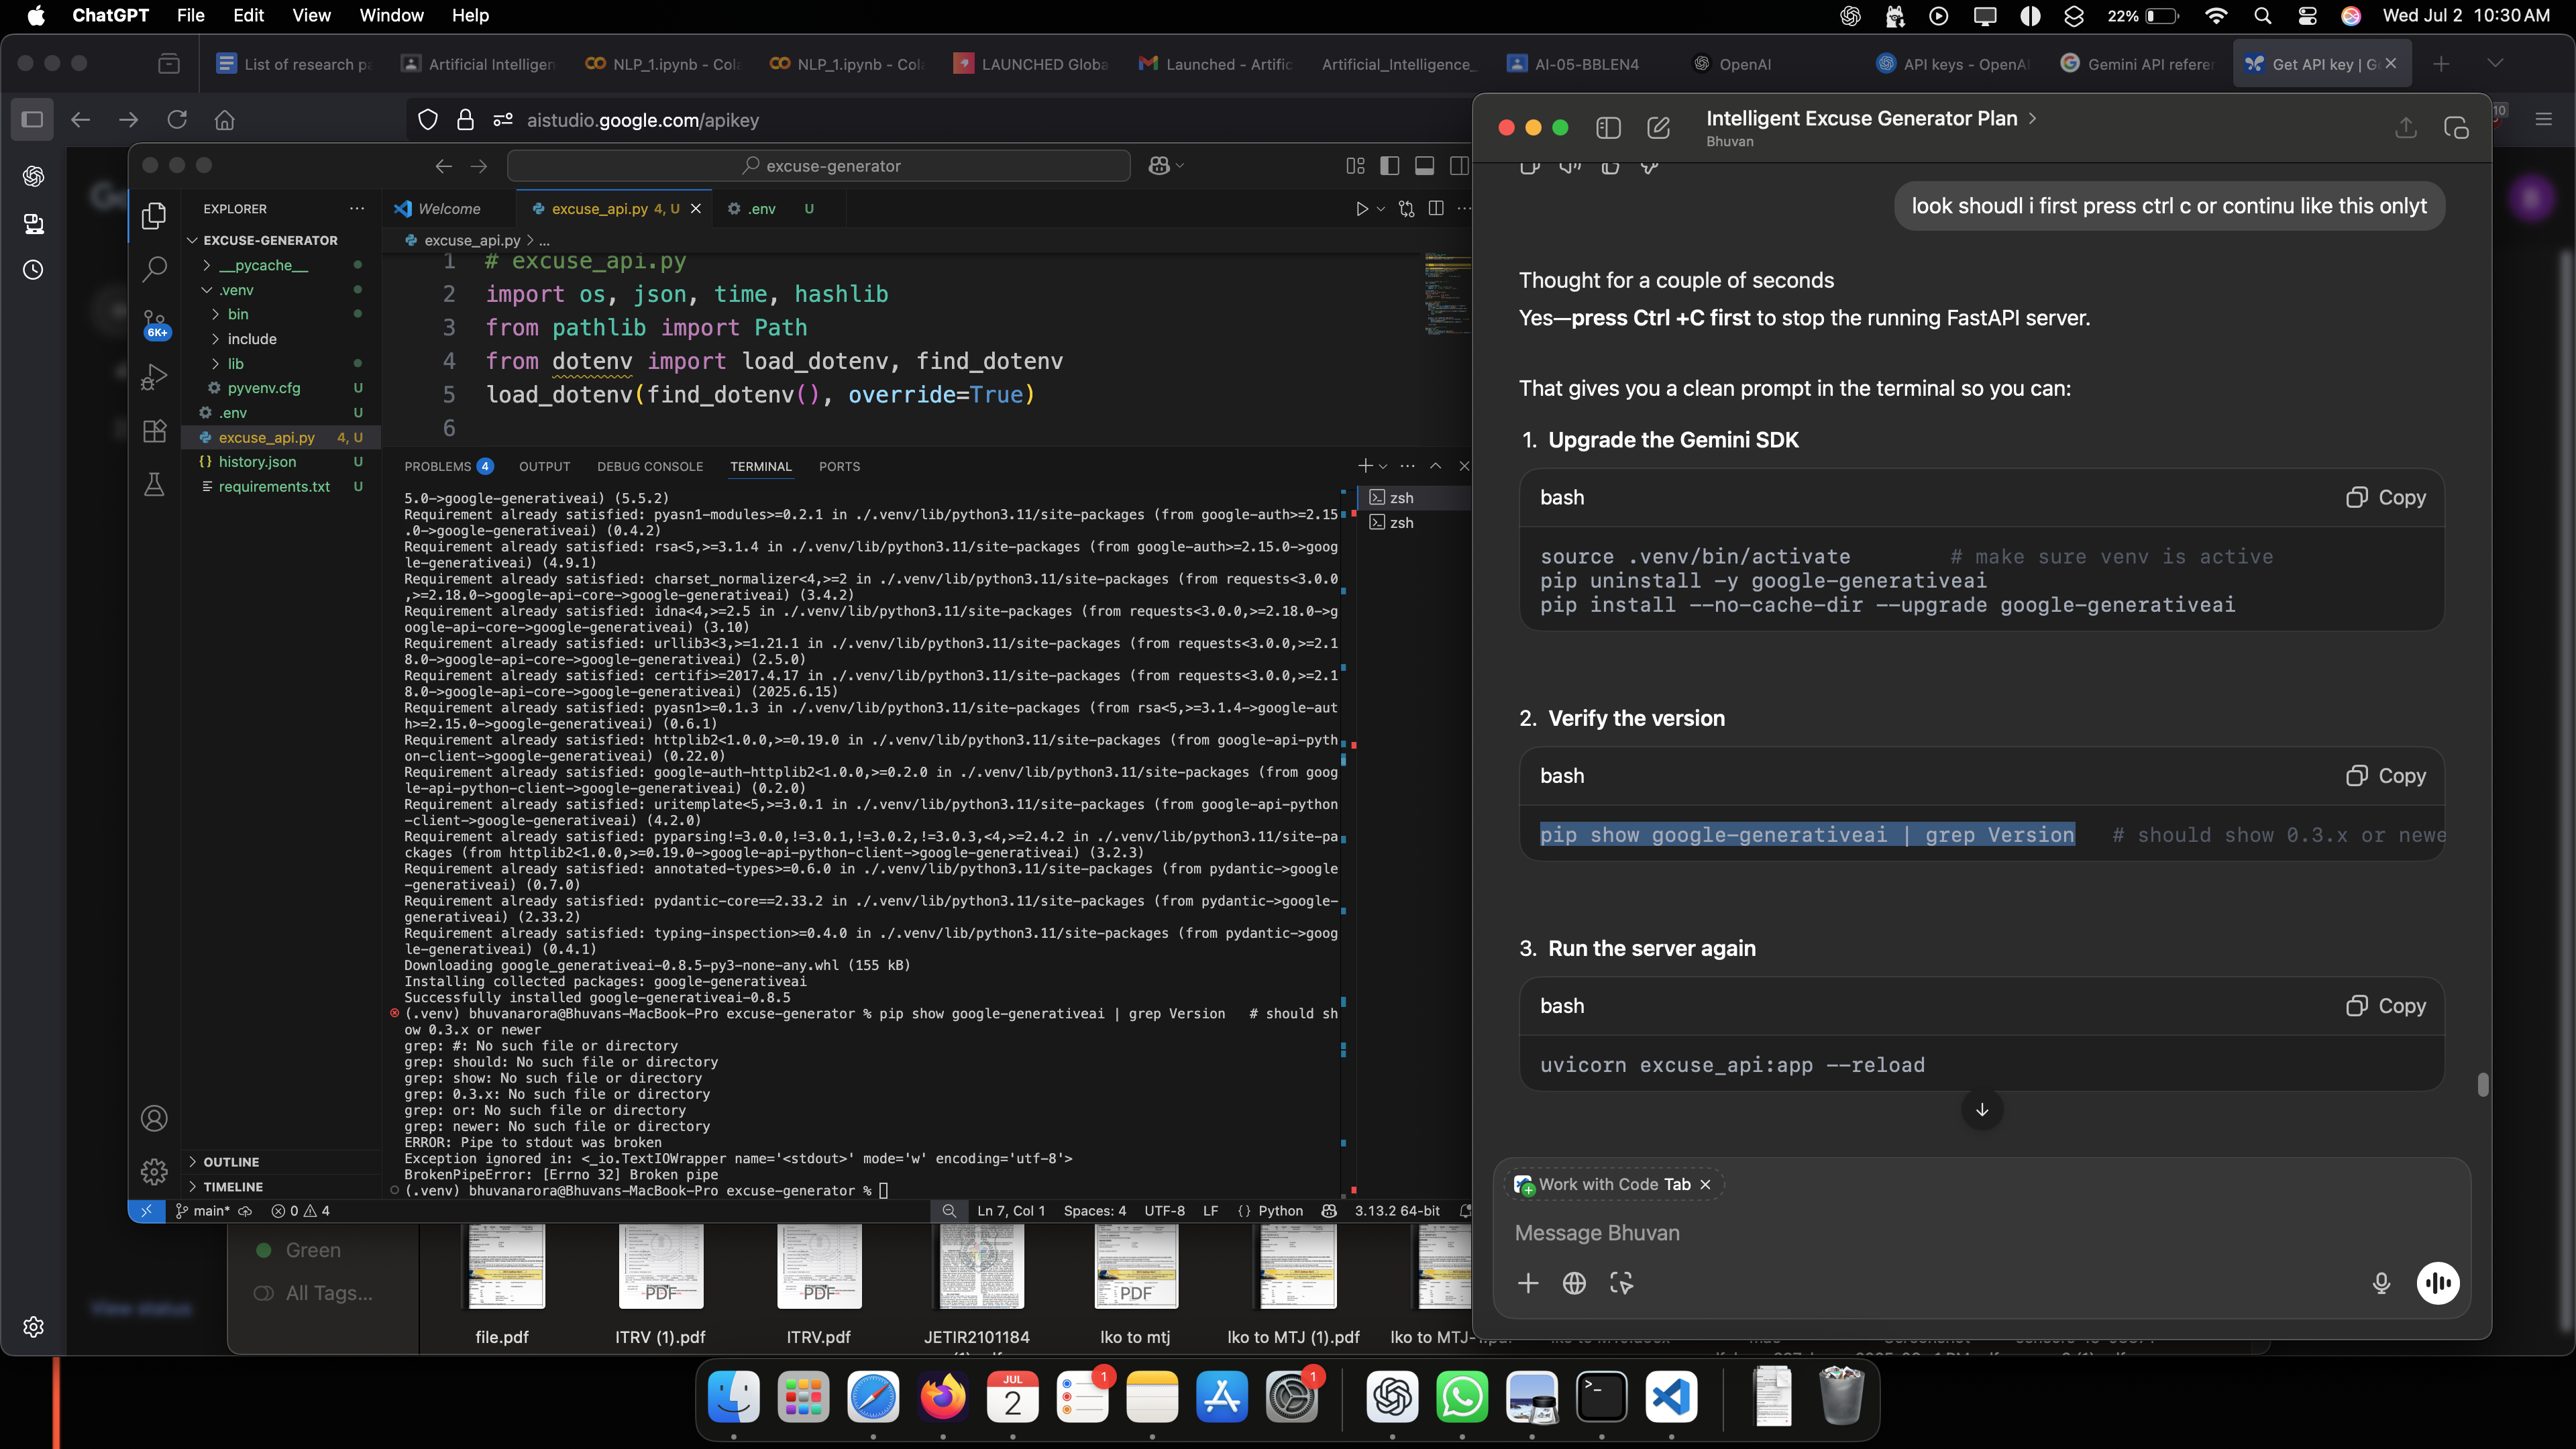 ChatGPT File Edit View Window Help
22% Wed Jul 2 10:30 AM
List of research pa
Artificial Intelligen
NLP_1.ipynb - Cola
NLP_1.ipynb - Cola
LAUNCHED Globa
Launched - Artific
Artificial_Intelligence_
AI-05-BBLEN4
OpenAI
API keys - OpenAI
Gemini API referen
Get API key | G
aistudio.google.com/apikey
10
excuse-generator
EXPLORER
EXCUSE-GENERATOR
__pycache__
.venv
bin
include
lib
pyvenv.cfg U
.env U
excuse_api.py 4, U
history.json U
requirements.txt U
6K+
OUTLINE
TIMELINE
Welcome
excuse_api.py 4, U
.env U
excuse_api.py > ...
1 # excuse_api.py
2 import os, json, time, hashlib
3 from pathlib import Path
4 from dotenv import load_dotenv, find_dotenv
5 load_dotenv(find_dotenv(), override=True)
6
PROBLEMS 4 OUTPUT DEBUG CONSOLE TERMINAL PORTS
zsh
zsh
5.0->google-generativeai) (5.5.2)
Requirement already satisfied: pyasn1-modules>=0.2.1 in ./.venv/lib/python3.11/site-packages (from google-auth>=2.15
.0->google-generativeai) (0.4.2)
Requirement already satisfied: rsa<5,>=3.1.4 in ./.venv/lib/python3.11/site-packages (from google-auth>=2.15.0->goog
le-generativeai) (4.9.1)
Requirement already satisfied: charset_normalizer<4,>=2 in ./.venv/lib/python3.11/site-packages (from requests<3.0.0
,>=2.18.0->google-api-core->google-generativeai) (3.4.2)
Requirement already satisfied: idna<4,>=2.5 in ./.venv/lib/python3.11/site-packages (from requests<3.0.0,>=2.18.0->g
oogle-api-core->google-generativeai) (3.10)
Requirement already satisfied: urllib3<3,>=1.21.1 in ./.venv/lib/python3.11/site-packages (from requests<3.0.0,>=2.1
8.0->google-api-core->google-generativeai) (2.5.0)
Requirement already satisfied: certifi>=2017.4.17 in ./.venv/lib/python3.11/site-packages (from requests<3.0.0,>=2.1
8.0->google-api-core->google-generativeai) (2025.6.15)
Requirement already satisfied: pyasn1>=0.1.3 in ./.venv/lib/python3.11/site-packages (from rsa<5,>=3.1.4->google-aut
h>=2.15.0->google-generativeai) (0.6.1)
Requirement already satisfied: httplib2<1.0.0,>=0.19.0 in ./.venv/lib/python3.11/site-packages (from google-api-pyth
on-client->google-generativeai) (0.22.0)
Requirement already satisfied: google-auth-httplib2<1.0.0,>=0.2.0 in ./.venv/lib/python3.11/site-packages (from goog
le-api-python-client->google-generativeai) (0.2.0)
Requirement already satisfied: uritemplate<5,>=3.0.1 in ./.venv/lib/python3.11/site-packages (from google-api-python
-client->google-generativeai) (4.2.0)
Requirement already satisfied: pyparsing!=3.0.0,!=3.0.1,!=3.0.2,!=3.0.3,<4,>=2.4.2 in ./.venv/lib/python3.11/site-pa
ckages (from httplib2<1.0.0,>=0.19.0->google-api-python-client->google-generativeai) (3.2.3)
Requirement already satisfied: annotated-types>=0.6.0 in ./.venv/lib/python3.11/site-packages (from pydantic->google
-generativeai) (0.7.0)
Requirement already satisfied: pydantic-core==2.33.2 in ./.venv/lib/python3.11/site-packages (from pydantic->google-
generativeai) (2.33.2)
Requirement already satisfied: typing-inspection>=0.4.0 in ./.venv/lib/python3.11/site-packages (from pydantic->goog
le-generativeai) (0.4.1)
Downloading google_generativeai-0.8.5-py3-none-any.whl (155 kB)
Installing collected packages: google-generativeai
Successfully installed google-generativeai-0.8.5
(.venv) bhuvanarora@Bhuvans-MacBook-Pro excuse-generator % pip show google-generativeai | grep Version   # should sh
ow 0.3.x or newer
grep: #: No such file or directory
grep: should: No such file or directory
grep: show: No such file or directory
grep: 0.3.x: No such file or directory
grep: or: No such file or directory
grep: newer: No such file or directory
ERROR: Pipe to stdout was broken
Exception ignored in: <_io.TextIOWrapper name='<stdout>' mode='w' encoding='utf-8'>
BrokenPipeError: [Errno 32] Broken pipe
(.venv) bhuvanarora@Bhuvans-MacBook-Pro excuse-generator %
main* 0 4 Ln 7, Col 1 Spaces: 4 UTF-8 LF {} Python 3.13.2 64-bit
Intelligent Excuse Generator Plan >
Bhuvan
look shoudl i first press ctrl c or continu like this onlyt
Thought for a couple of seconds
Yes—press Ctrl +C first to stop the running FastAPI server.
That gives you a clean prompt in the terminal so you can:
1. Upgrade the Gemini SDK
bash Copy
source .venv/bin/activate # make sure venv is active
pip uninstall -y google-generativeai
pip install --no-cache-dir --upgrade google-generativeai
2. Verify the version
bash Copy
pip show google-generativeai | grep Version # should show 0.3.x or newe
3. Run the server again
bash Copy
uvicorn excuse_api:app --reload
Work with Code Tab
Message Bhuvan
View status
Green
All Tags...
PDF
PDF
PDF
file.pdf
ITRV (1).pdf
ITRV.pdf
JETIR2101184
lko to mtj
lko to MTJ (1).pdf
JUL
2
1
1